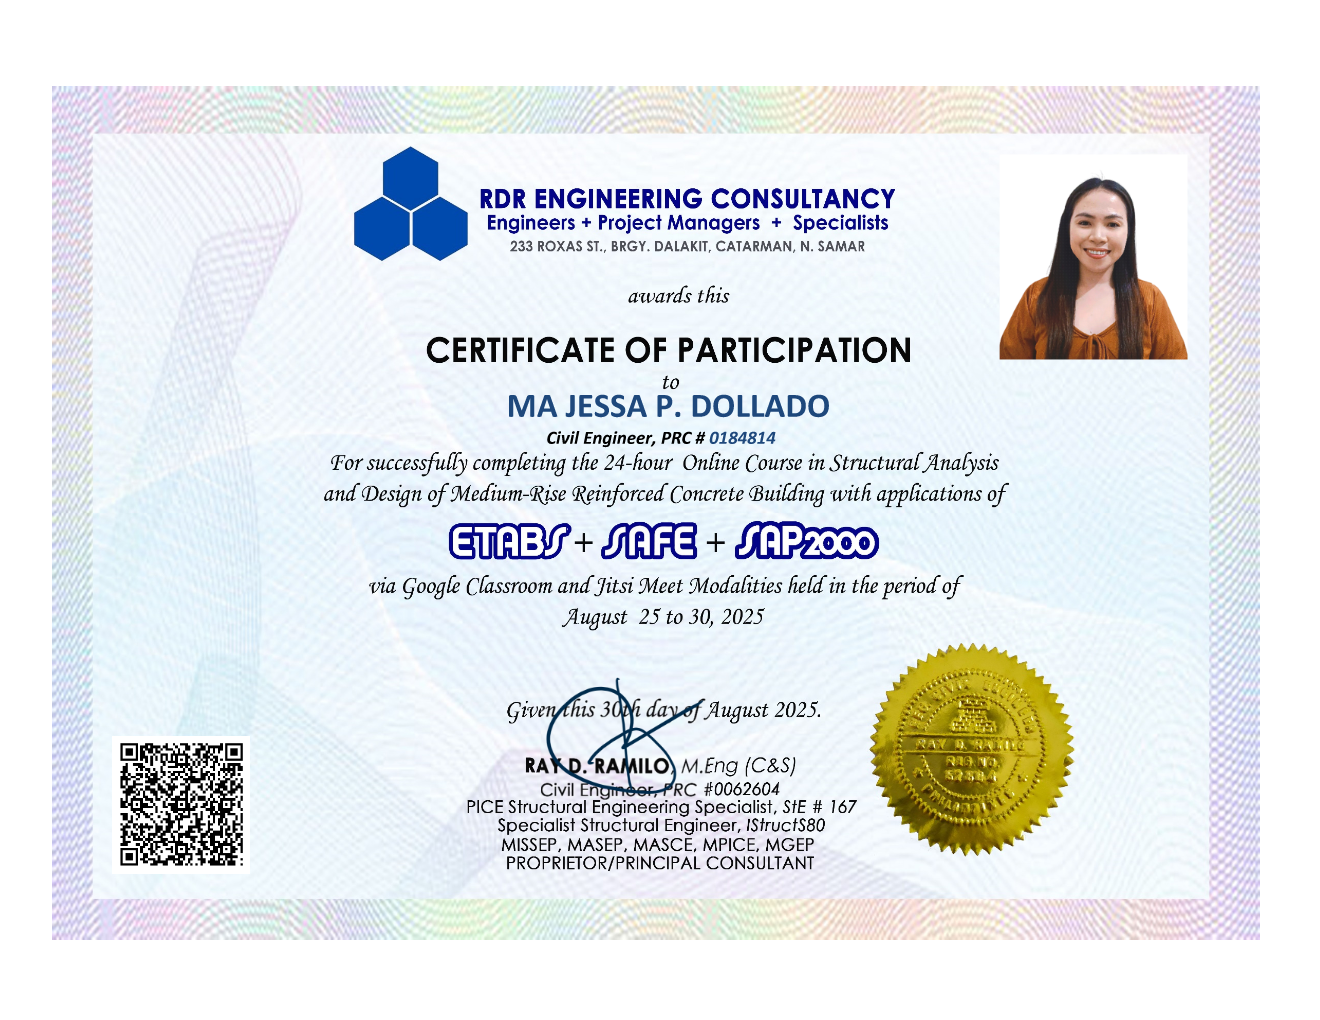 RDR ENGINEERING CONSULTANCY
Engineers + Project Managers + Specialists
233 ROXAS ST., BRGY. DALAKIT, CATARMAN, N. SAMAR
awards this
CERTIFICATE OF PARTICIPATION
to
MA JESSA P. DOLLADO
Civil Engineer, PRC # 0184814
For successfully completing the 24-hour Online Course in Structural Analysis
and Design of Medium-Rise Reinforced Concrete Building with applications of
ETABS + SAFE + SAP2000
via Google Classroom and Jitsi Meet Modalities held in the period of
August 25 to 30, 2025
Given this 30th day of August 2025.
RAY D. RAMILO, M.Eng (C&S)
Civil Engineer, PRC #0062604
PICE Structural Engineering Specialist, StE # 167
Specialist Structural Engineer, IStructS80
MISSEP, MASEP, MASCE, MPICE, MGEP
PROPRIETOR/PRINCIPAL CONSULTANT
RAY D. RAMILO
REG NO.